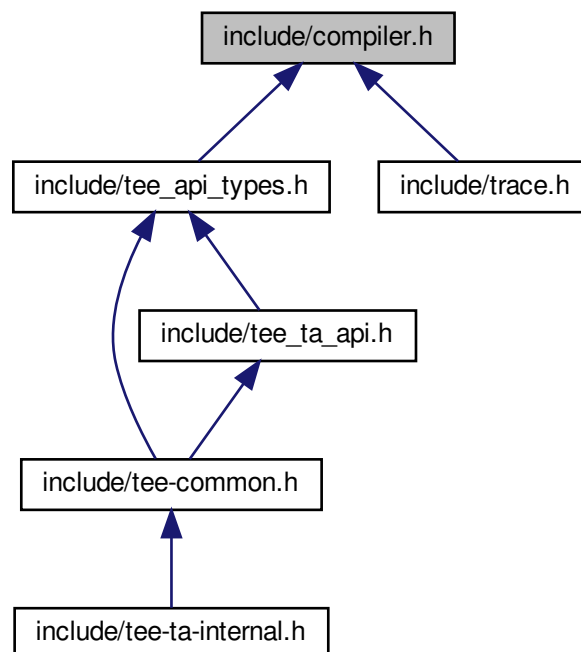 include/compiler.h
include/tee_api_types.h
include/trace.h
include/tee_ta_api.h
include/tee-common.h
include/tee-ta-internal.h